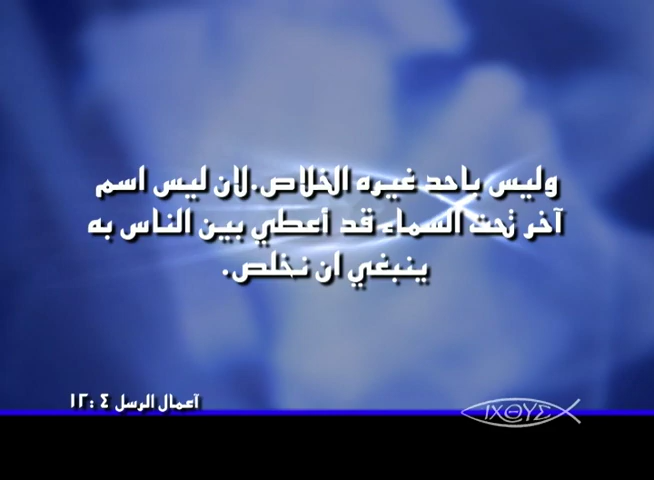 وليس باحد غيره الخلاص.لان ليس اسم
آخر تحت السماء قد أعطي بين الناس به
ينبغي ان نخلص.
آعمال الرسل ٤ :١٢
ΙΧΘΥΣ